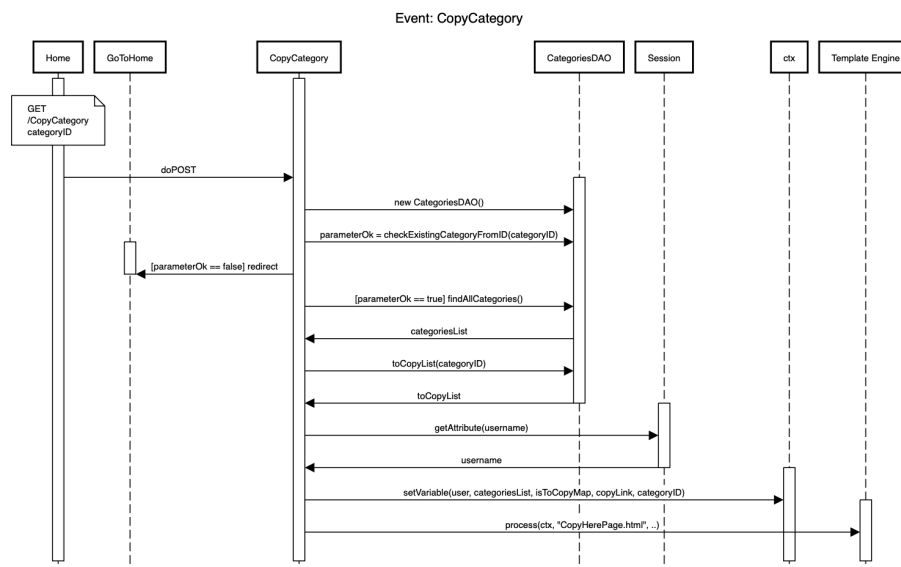 Event: CopyCategory
Home
GoToHome
CopyCategory
CategoriesDAO
Session
ctx
Template Engine
GET
/CopyCategory
categoryID
doPOST
new CategoriesDAO()
parameterOk = checkExistingCategoryFromID(categoryID)
[parameterOk == false] redirect
[parameterOk == true] findAllCategories()
categoriesList
toCopyList(categoryID)
toCopyList
getAttribute(username)
username
setVariable(user, categoriesList, isToCopyMap, copyLink, categoryID)
process(ctx, "CopyHerePage.html", ..)